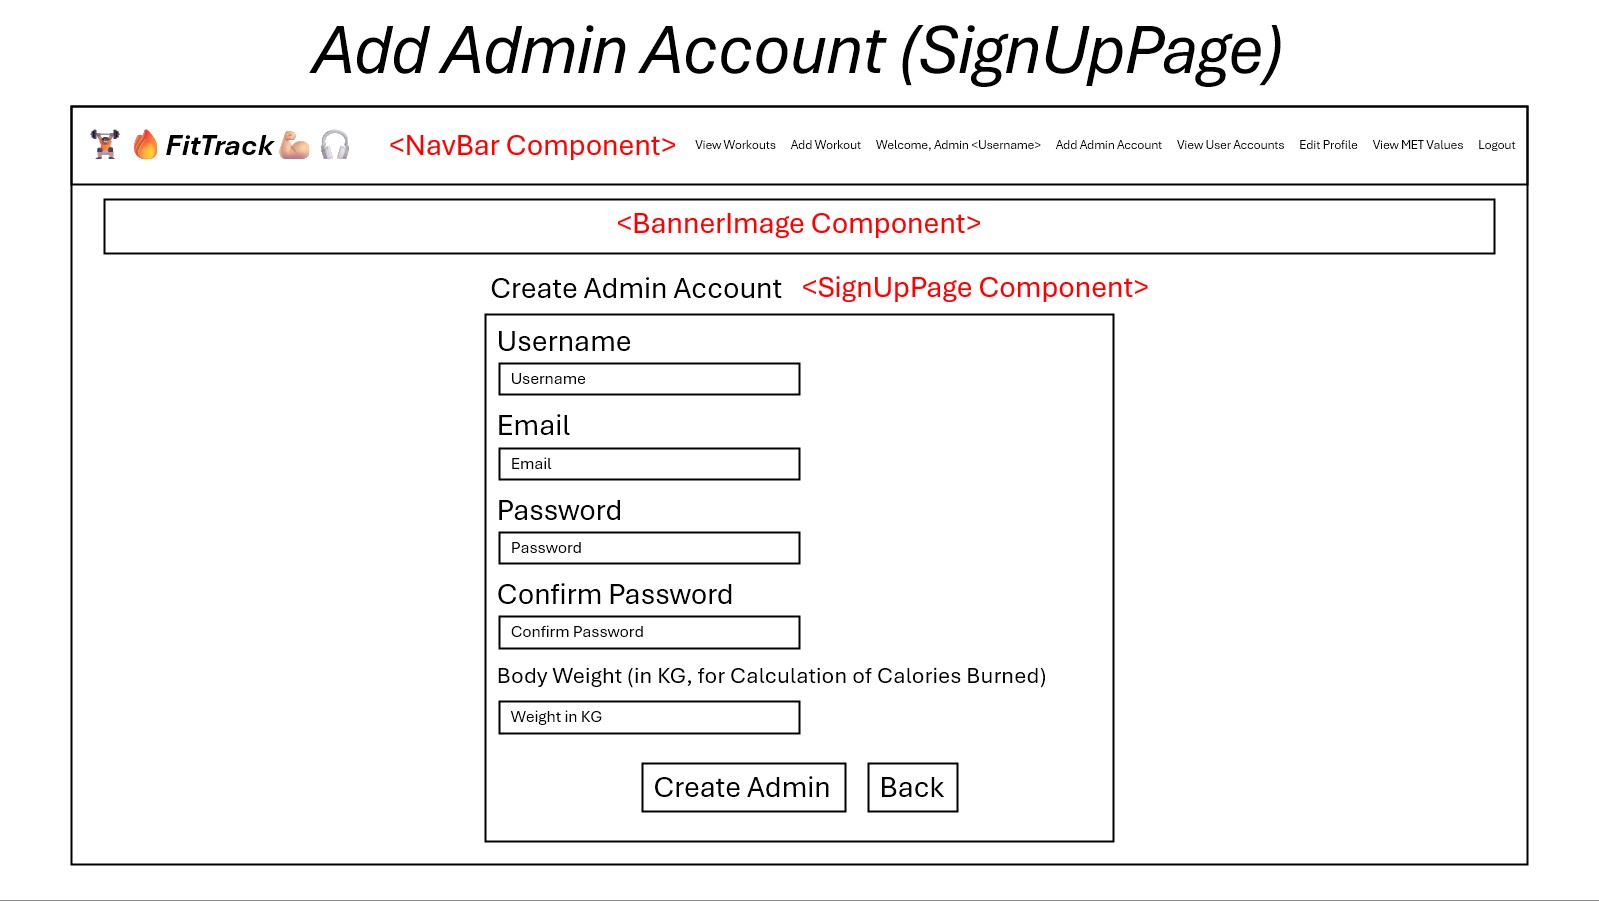 Add Admin Account (SignUpPage)
FitTrack <NavBar Component> View Workouts Add Workout Welcome, Admin <Username> Add Admin Account View User Accounts Edit Profile View MET Values Logout
<BannerImage Component>
Create Admin Account <SignUpPage Component>
Username
Username
Email
Email
Password
Password
Confirm Password
Confirm Password
Body Weight (in KG, for Calculation of Calories Burned)
Weight in KG
Create Admin Back